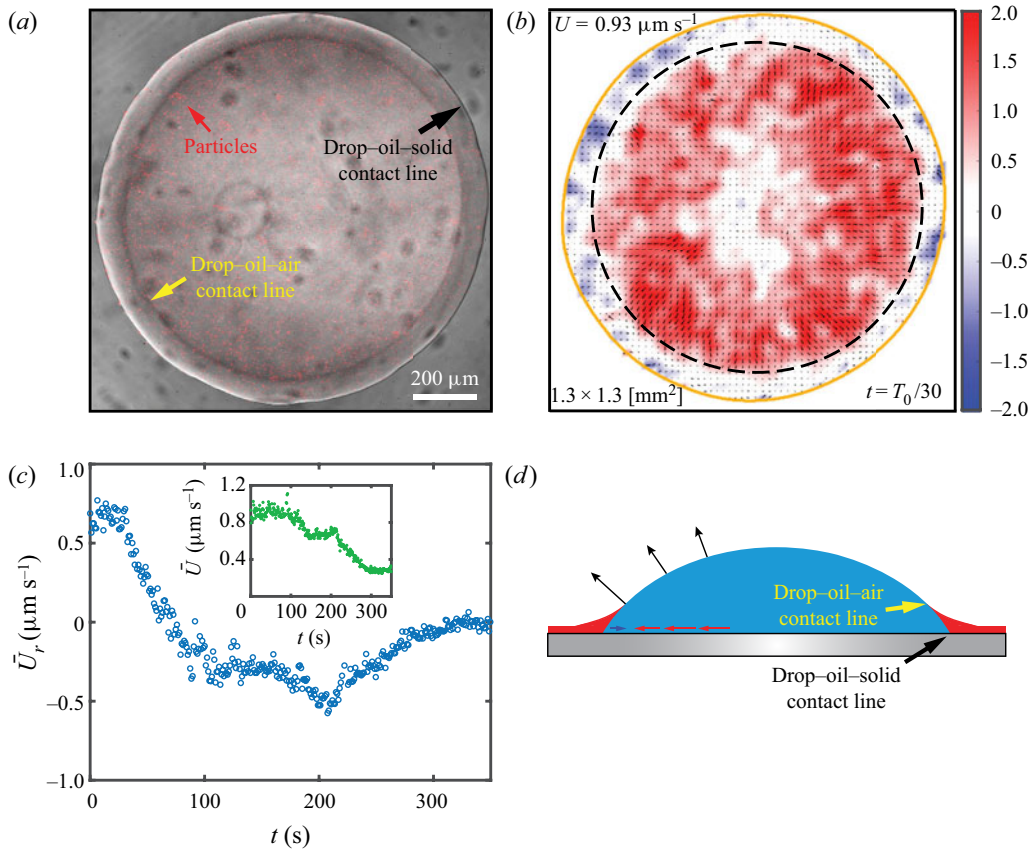 (a)
Particles
Drop–oil–solid
contact line
Drop–oil–air
contact line
200 μm
(b)
U = 0.93 μm s⁻¹
1.3 × 1.3 [mm²]
t = T₀/30
2.0
1.5
1.0
0.5
0
−0.5
−1.0
−1.5
−2.0
(c)
1.0
0.5
0
−0.5
−1.0
Ū_r (μm s⁻¹)
0
100
200
300
t (s)
1.2
0.8
0.4
Ū (μm s⁻¹)
0
100
200
300
t (s)
(d)
Drop–oil–air
contact line
Drop–oil–solid
contact line